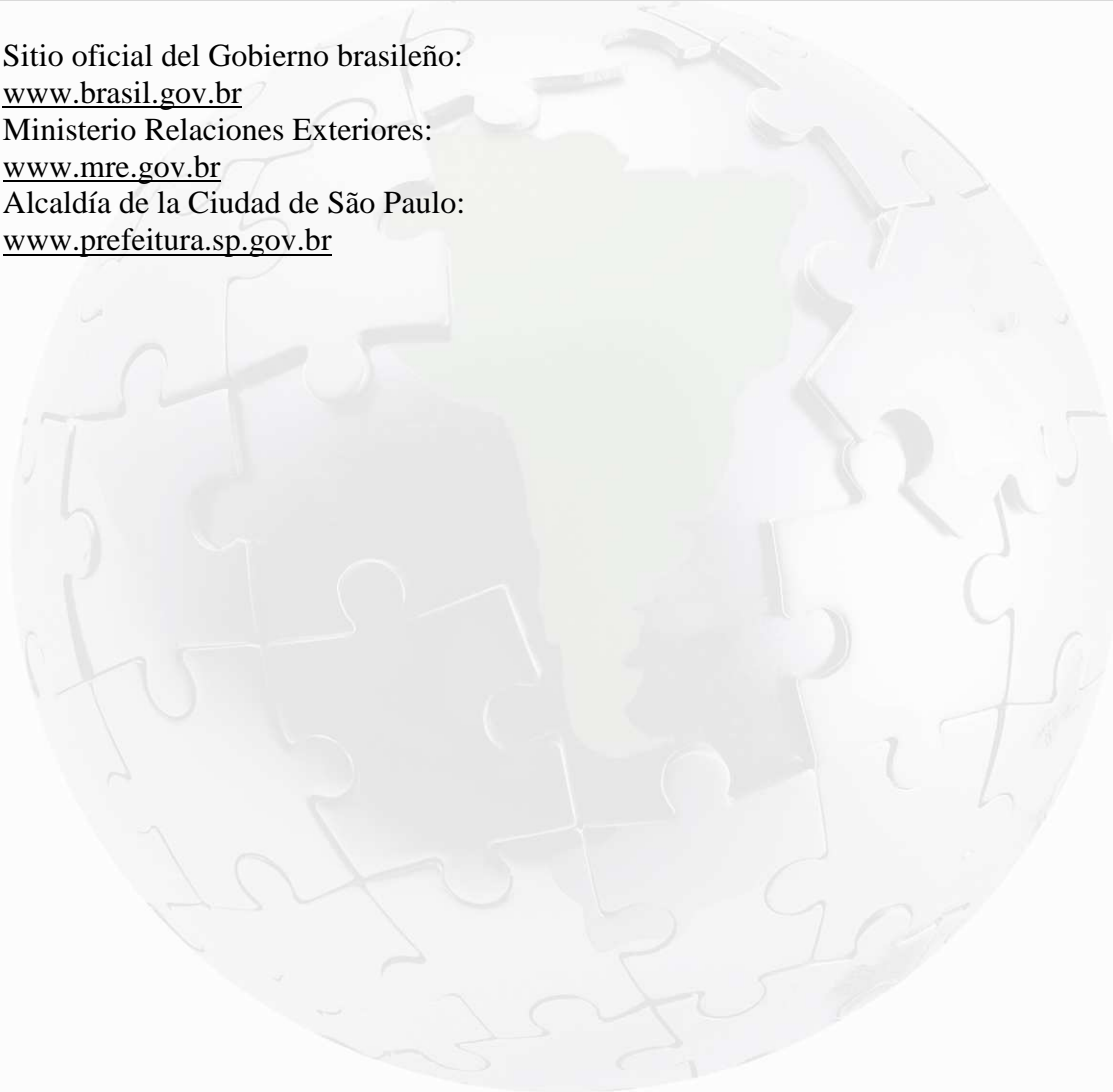 Sitio oficial del Gobierno brasileño:
www.brasil.gov.br
Ministerio Relaciones Exteriores:
www.mre.gov.br
Alcaldía de la Ciudad de São Paulo:
www.prefeitura.sp.gov.br